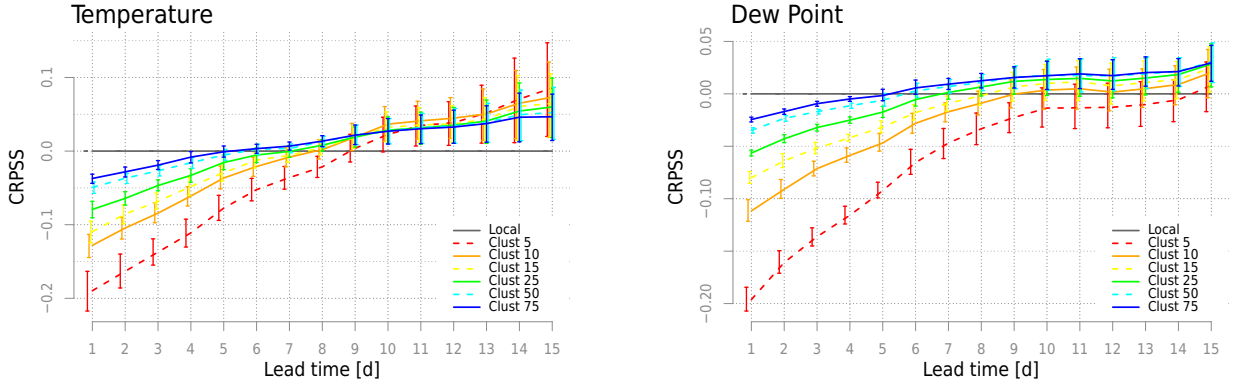 Temperature
CRPSS
0.1
0.0
−0.1
−0.2
Local
Clust 5
Clust 10
Clust 15
Clust 25
Clust 50
Clust 75
1 2 3 4 5 6 7 8 9 10 11 12 13 14 15
Lead time [d]
Dew Point
CRPSS
0.05
0.00
−0.10
−0.20
Local
Clust 5
Clust 10
Clust 15
Clust 25
Clust 50
Clust 75
1 2 3 4 5 6 7 8 9 10 11 12 13 14 15
Lead time [d]